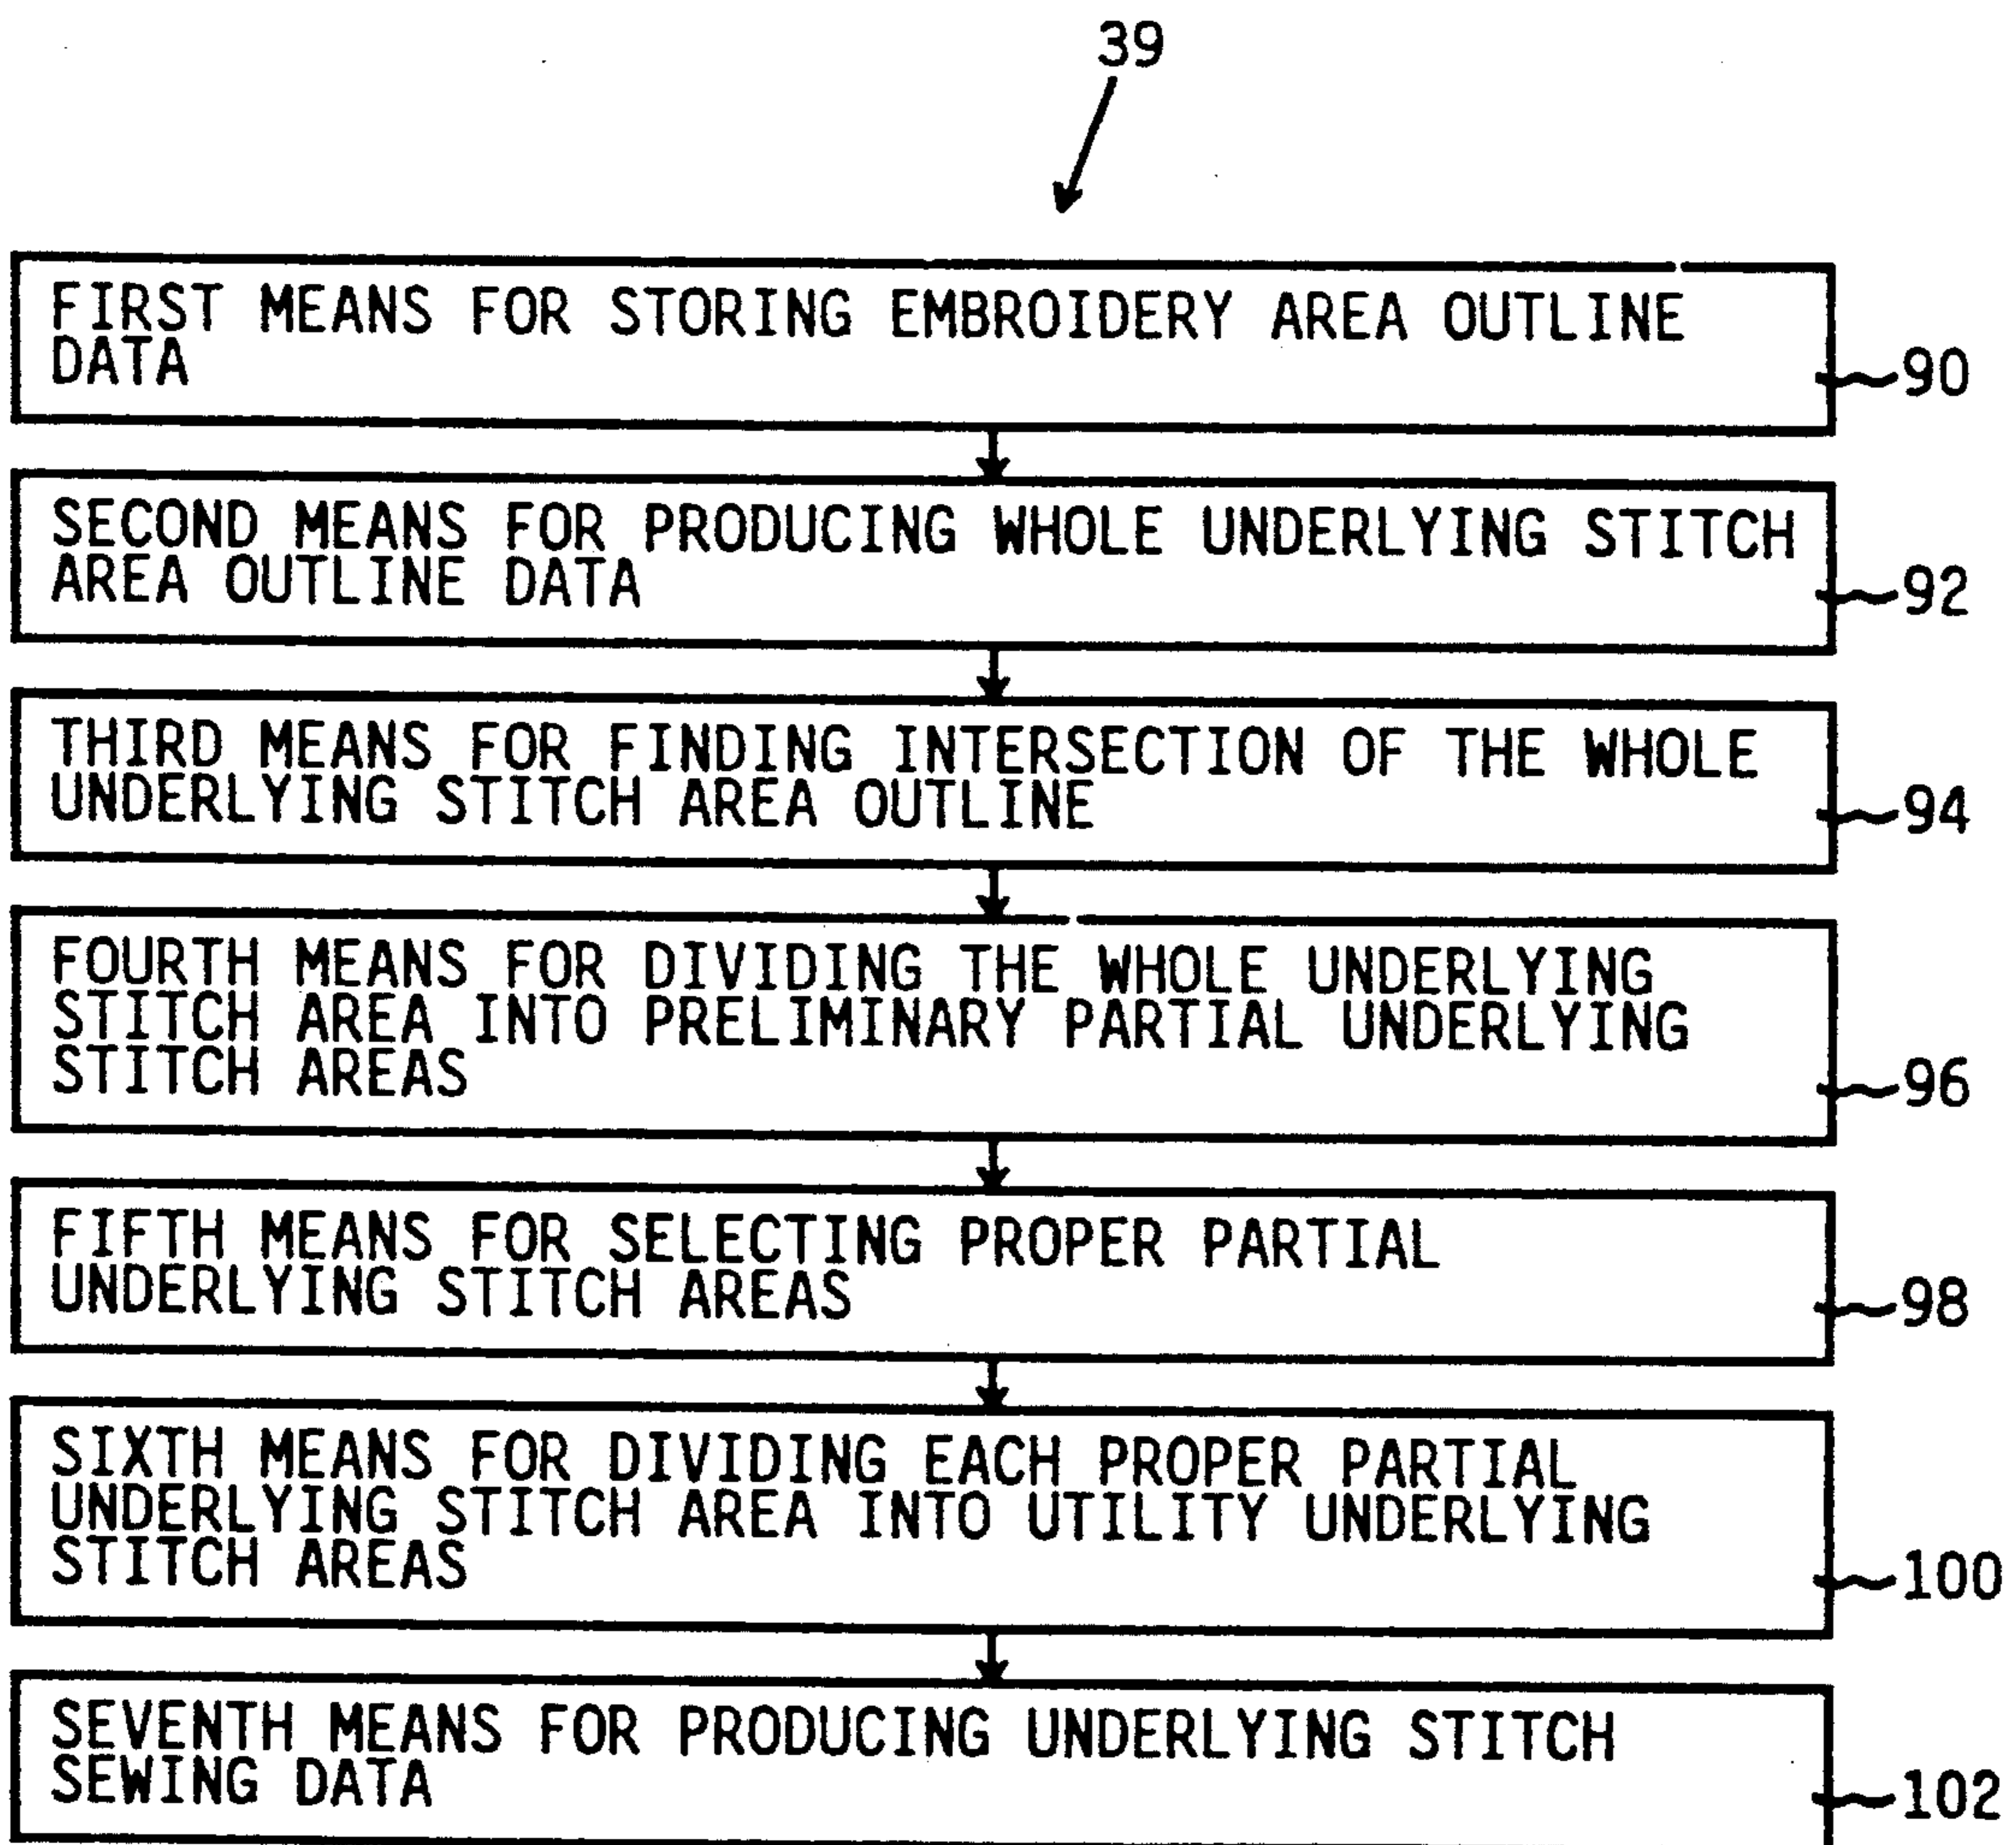 39
FIRST MEANS FOR STORING EMBROIDERY AREA OUTLINE
DATA
90
SECOND MEANS FOR PRODUCING WHOLE UNDERLYING STITCH
AREA OUTLINE DATA
92
THIRD MEANS FOR FINDING INTERSECTION OF THE WHOLE
UNDERLYING STITCH AREA OUTLINE
94
FOURTH MEANS FOR DIVIDING THE WHOLE UNDERLYING
STITCH AREA INTO PRELIMINARY PARTIAL UNDERLYING
STITCH AREAS
96
FIFTH MEANS FOR SELECTING PROPER PARTIAL
UNDERLYING STITCH AREAS
98
SIXTH MEANS FOR DIVIDING EACH PROPER PARTIAL
UNDERLYING STITCH AREA INTO UTILITY UNDERLYING
STITCH AREAS
100
SEVENTH MEANS FOR PRODUCING UNDERLYING STITCH
SEWING DATA
102